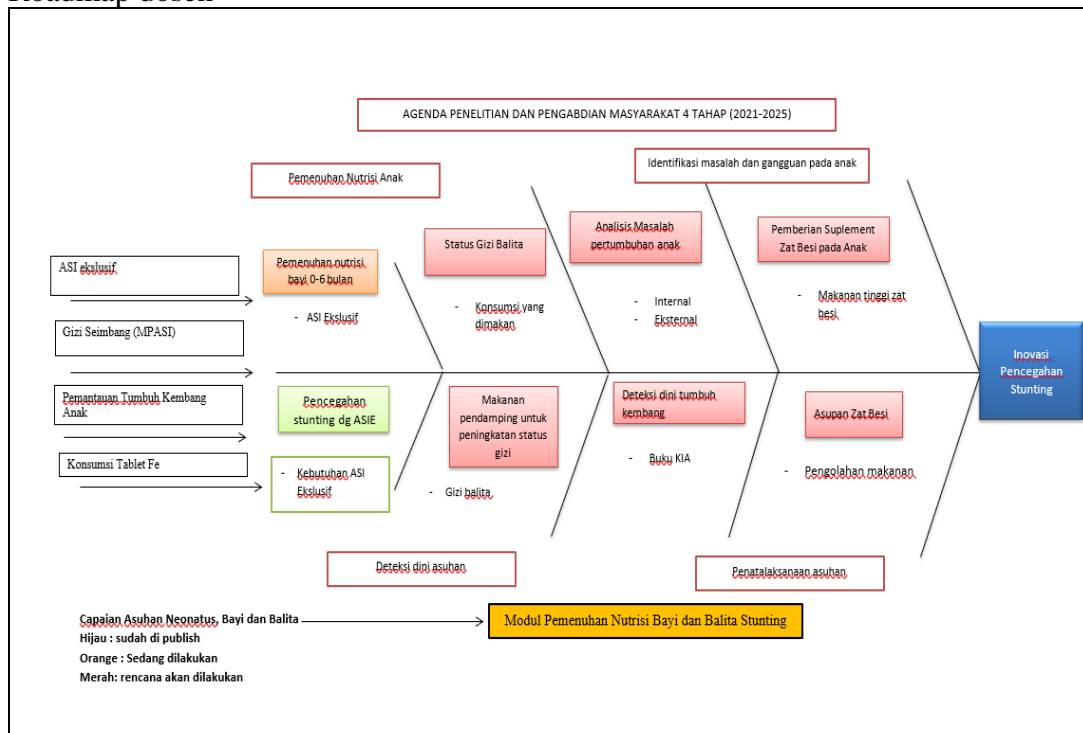 Roadmap dosen
AGENDA PENELITIAN DAN PENGABDIAN MASYARAKAT 4 TAHAP (2021-2025)
Pemenuhan Nutrisi Anak
Identifikasi masalah dan gangguan pada anak
ASI ekslusif
Gizi Seimbang (MPASI)
Pemantauan Tumbuh Kembang
Anak
Konsumsi Tablet Fe
Pemenuhan nutrisi
bayi 0-6 bulan
- ASI Ekslusif
Status Gizi Balita
- Konsumsi yang
dimakan
Analisis Masalah
pertumbuhan anak
- Internal
- Eksternal
Pemberian Suplement
Zat Besi pada Anak
- Makanan tinggi zat
besi
Inovasi
Pencegahan
Stunting
Pencegahan
stunting dg ASIE
- Kebutuhan ASI
Ekslusif
Makanan
pendamping untuk
peningkatan status
gizi
- Gizi balita
Deteksi dini tumbuh
kembang
- Buku KIA
Asupan Zat Besi
- Pengolahan makanan
Deteksi dini asuhan
Penatalaksanaan asuhan
Capaian Asuhan Neonatus, Bayi dan Balita
Modul Pemenuhan Nutrisi Bayi dan Balita Stunting
Hijau : sudah di publish
Orange : Sedang dilakukan
Merah: rencana akan dilakukan